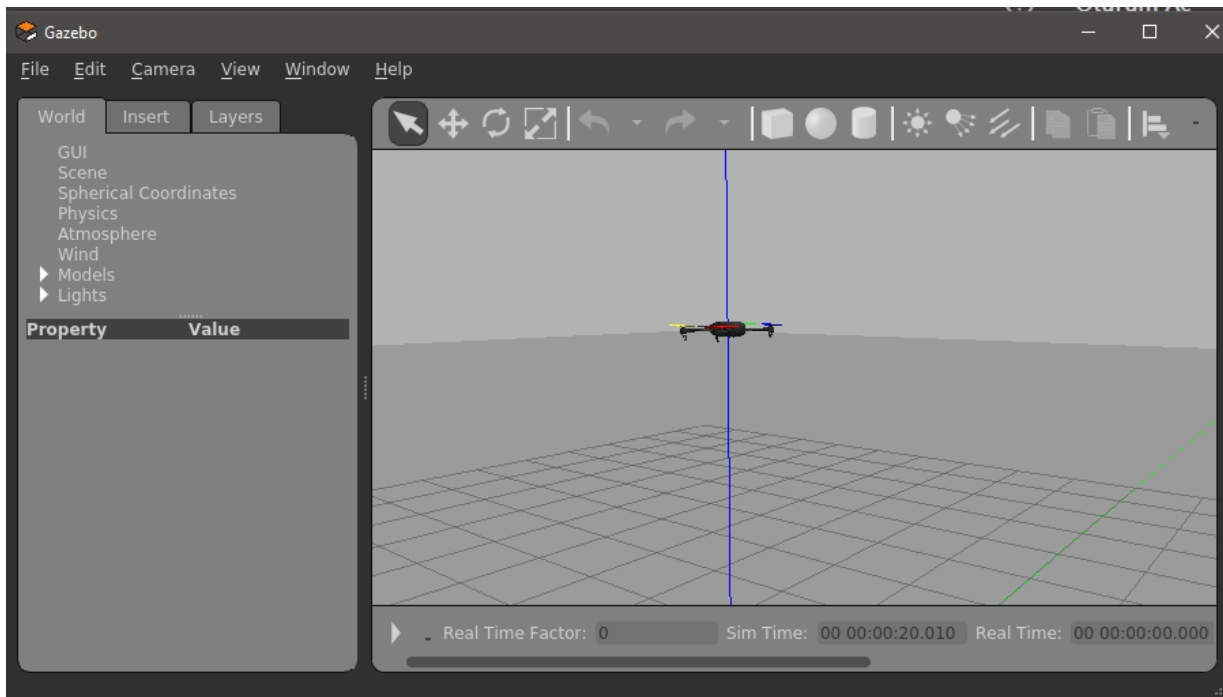 Gazebo
File Edit Camera View Window Help
World Insert Layers
GUI
Scene
Spherical Coordinates
Physics
Atmosphere
Wind
Models
Lights
Property Value
Real Time Factor: 0 Sim Time: 00 00:00:20.010 Real Time: 00 00:00:00.000